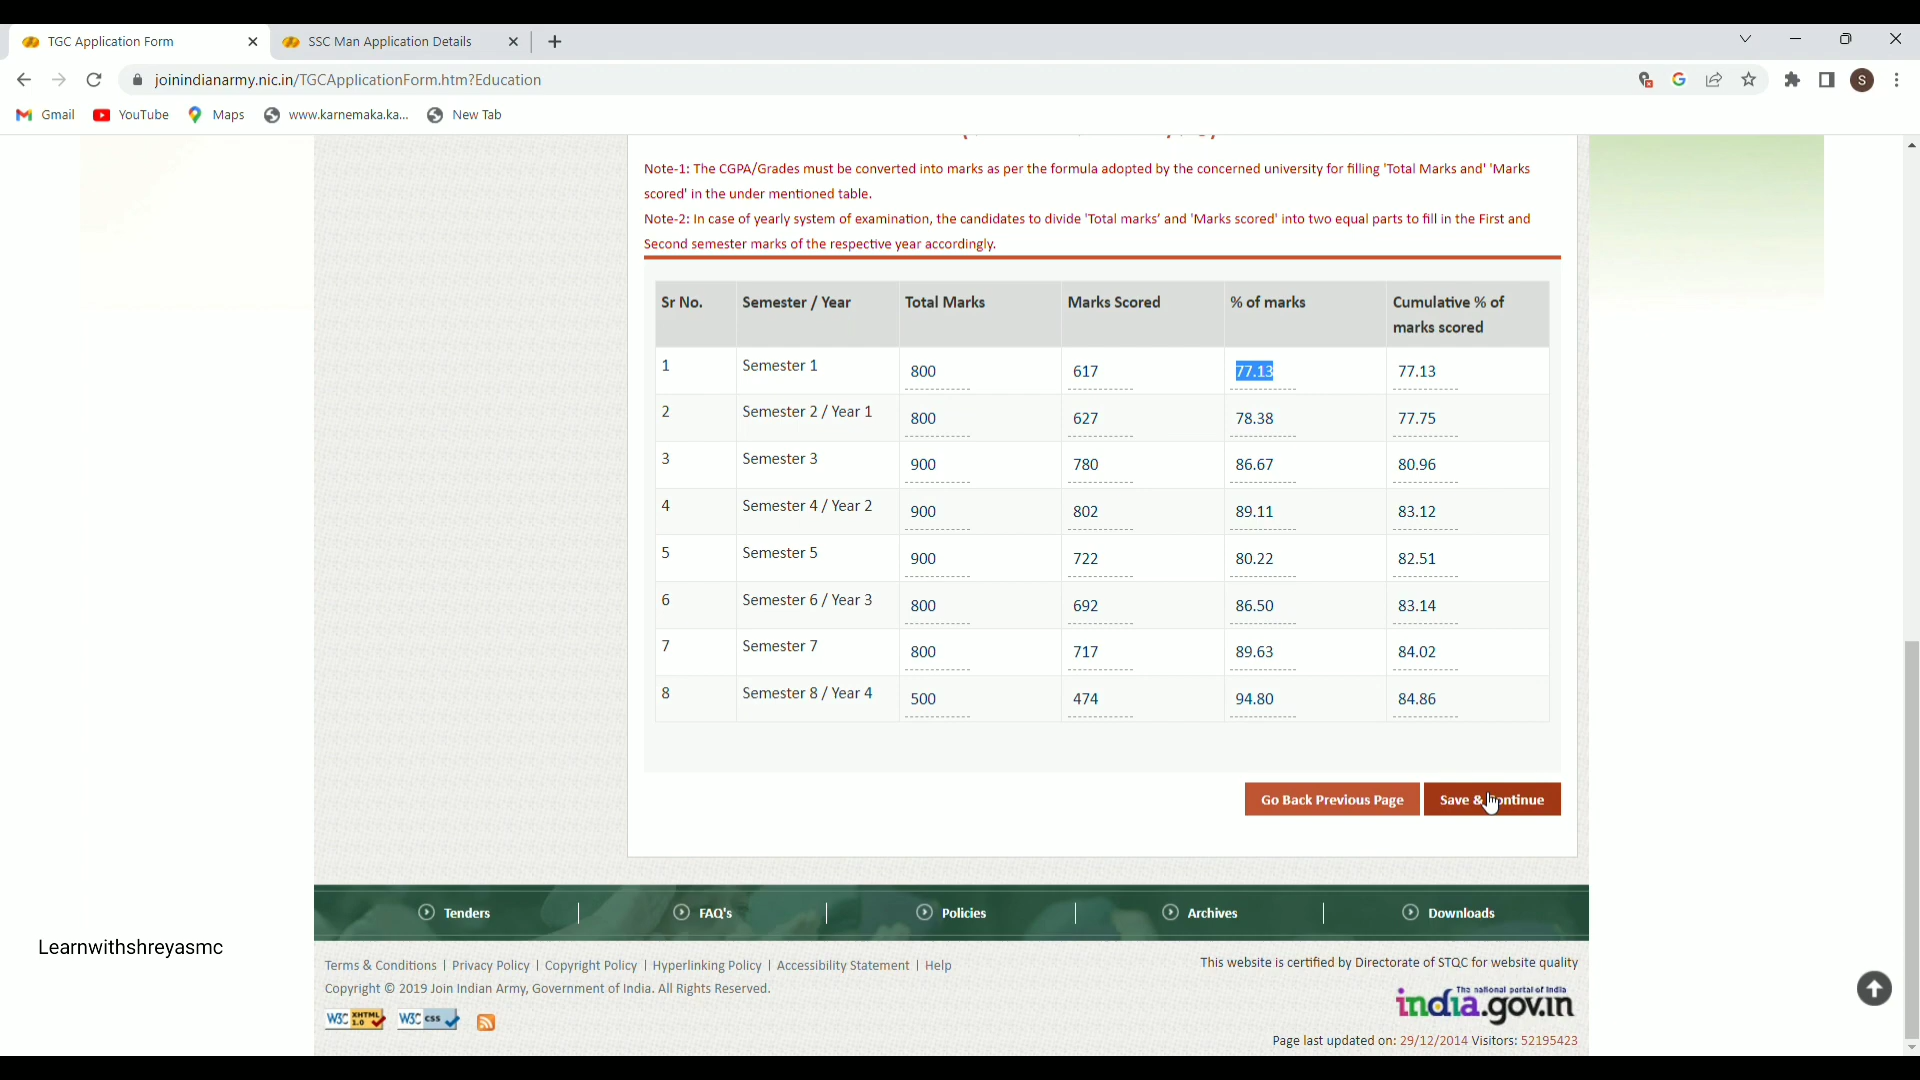 TGC Application Form
SSC Man Application Details
joinindianarmy.nic.in/TGCApplicationForm.htm?Education
S
Gmail YouTube Maps www.karnemaka.ka... New Tab
Note-1: The CGPA/Grades must be converted into marks as per the formula adopted by the concerned university for filling 'Total Marks and' 'Marks
scored' in the under mentioned table.
Note-2: In case of yearly system of examination, the candidates to divide 'Total marks' and 'Marks scored' into two equal parts to fill in the First and
Second semester marks of the respective year accordingly.
Sr No. Semester / Year Total Marks Marks Scored % of marks Cumulative % of
marks scored
1 Semester 1 800 617 77.13 77.13
2 Semester 2 / Year 1 800 627 78.38 77.75
3 Semester 3 900 780 86.67 80.96
4 Semester 4 / Year 2 900 802 89.11 83.12
5 Semester 5 900 722 80.22 82.51
6 Semester 6 / Year 3 800 692 86.50 83.14
7 Semester 7 800 717 89.63 84.02
8 Semester 8 / Year 4 500 474 94.80 84.86
Go Back Previous Page Save & Continue
Tenders FAQ's Policies Archives Downloads
Learnwithshreyasmc
Terms & Conditions | Privacy Policy | Copyright Policy | Hyperlinking Policy | Accessibility Statement | Help
Copyright © 2019 Join Indian Army, Government of India. All Rights Reserved.
W3C XHTML 1.0 W3C css
This website is certified by Directorate of STQC for website quality
The national portal of India
india.gov.in
Page last updated on: 29/12/2014 Visitors: 52195423